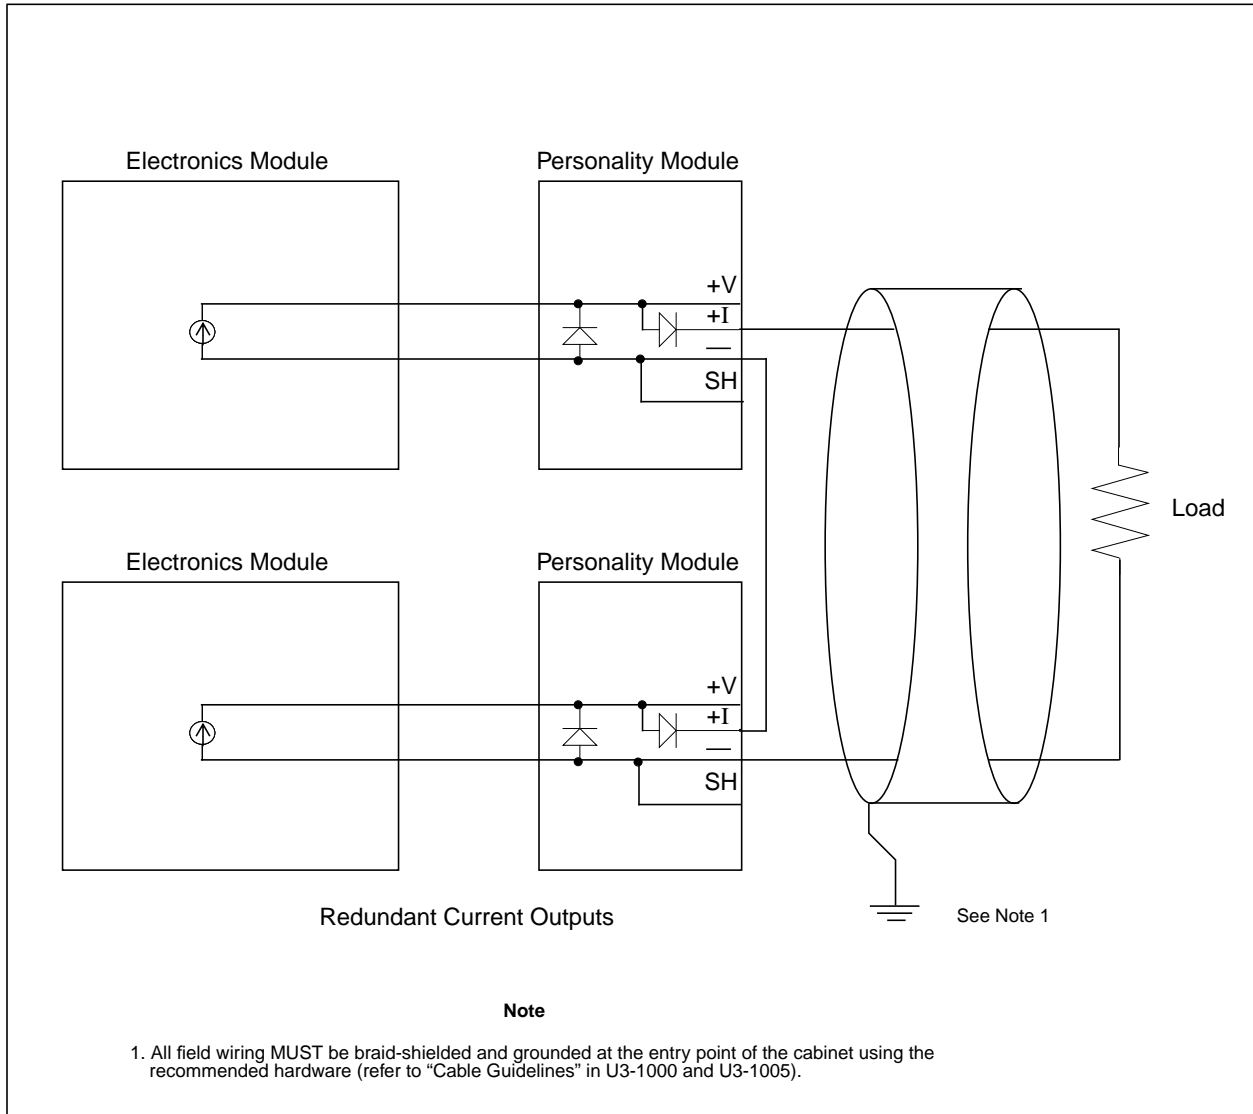 Electronics Module
Personality Module
+V
+I
—
SH
Load
Electronics Module
Personality Module
+V
+I
—
SH
Redundant Current Outputs
See Note 1
Note
1. All field wiring MUST be braid-shielded and grounded at the entry point of the cabinet using the
recommended hardware (refer to “Cable Guidelines” in U3-1000 and U3-1005).